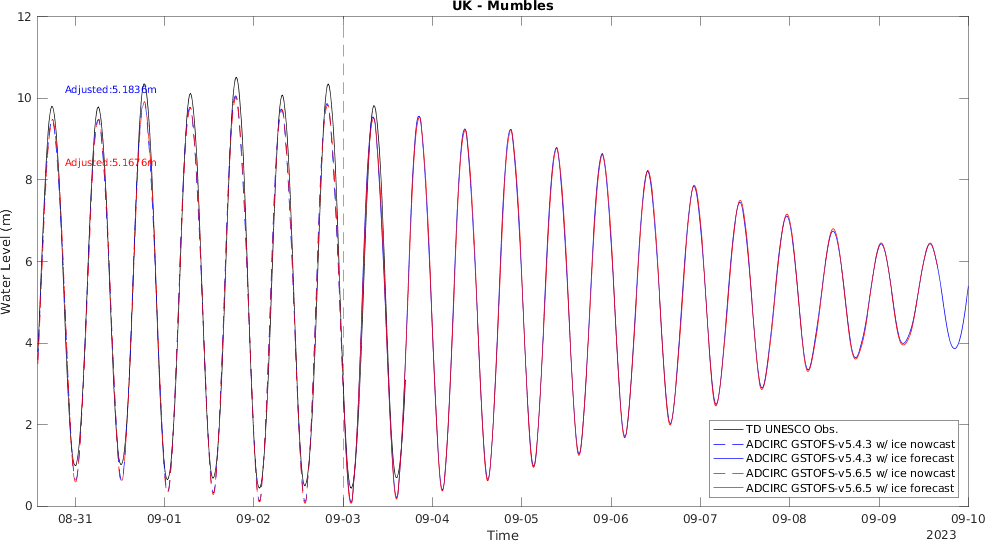 UK - Mumbles
12
10
8
6
4
2
0
Water Level (m)
Adjusted:5.1836m
Adjusted:5.1676m
TD UNESCO Obs.
ADCIRC GSTOFS-v5.4.3 w/ ice nowcast
ADCIRC GSTOFS-v5.4.3 w/ ice forecast
ADCIRC GSTOFS-v5.6.5 w/ ice nowcast
ADCIRC GSTOFS-v5.6.5 w/ ice forecast
08-31 09-01 09-02 09-03 09-04 09-05 09-06 09-07 09-08 09-09 09-10
Time
2023